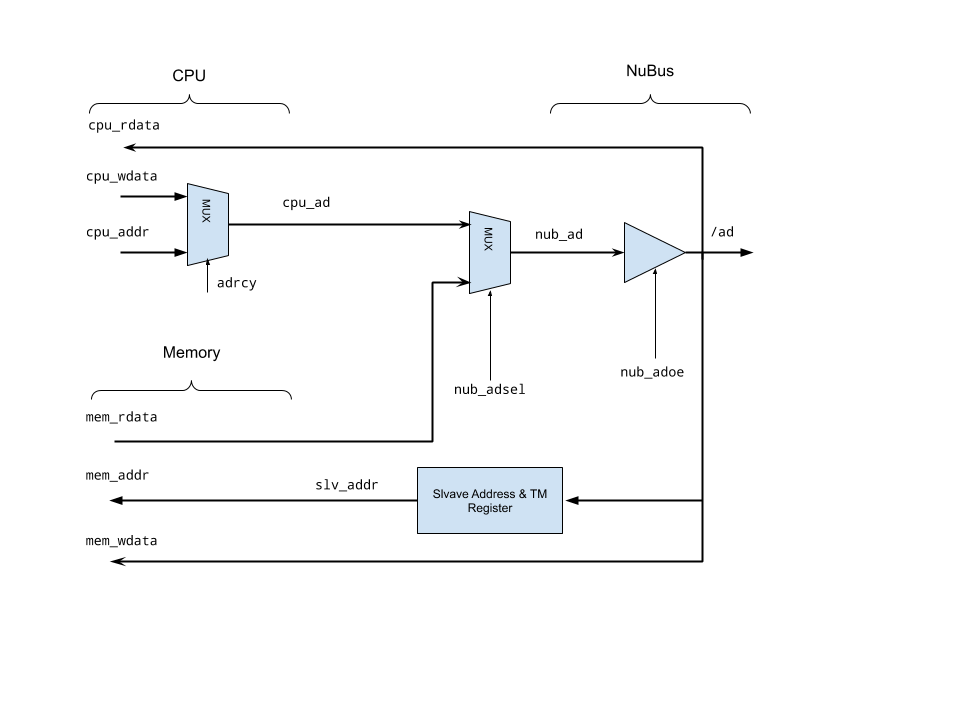 CPU
NuBus
cpu_rdata
cpu_wdata
MUX
cpu_ad
cpu_addr
MUX
nub_ad
/ad
adrcy
Memory
nub_adoe
nub_adsel
mem_rdata
mem_addr
slv_addr
Slvave Address & TM
Register
mem_wdata